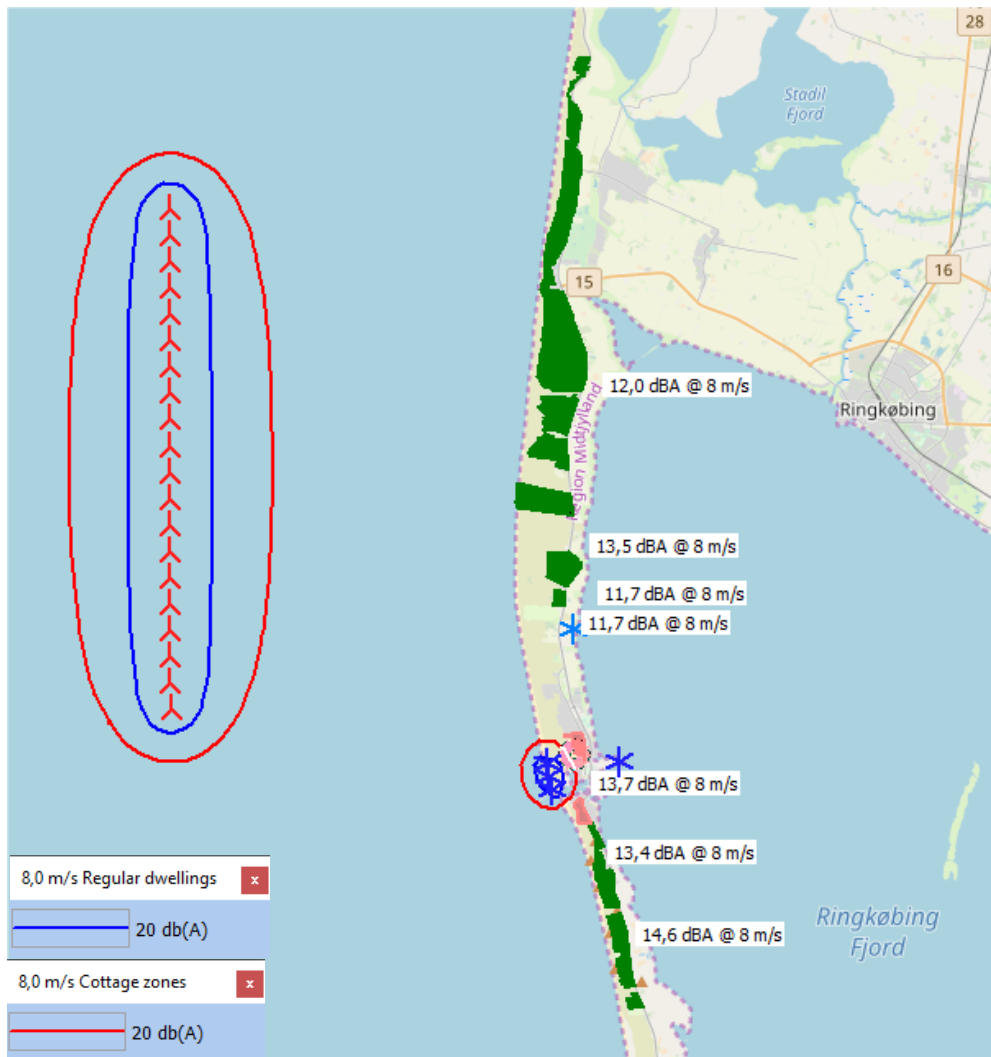 28
Stadil
Fjord
15
16
12,0 dBA @ 8 m/s
Ringkøbing
Region Midtjylland
13,5 dBA @ 8 m/s
11,7 dBA @ 8 m/s
11,7 dBA @ 8 m/s
13,7 dBA @ 8 m/s
13,4 dBA @ 8 m/s
14,6 dBA @ 8 m/s
Ringkøbing
Fjord
8,0 m/s Regular dwellings x
20 db(A)
8,0 m/s Cottage zones x
20 db(A)